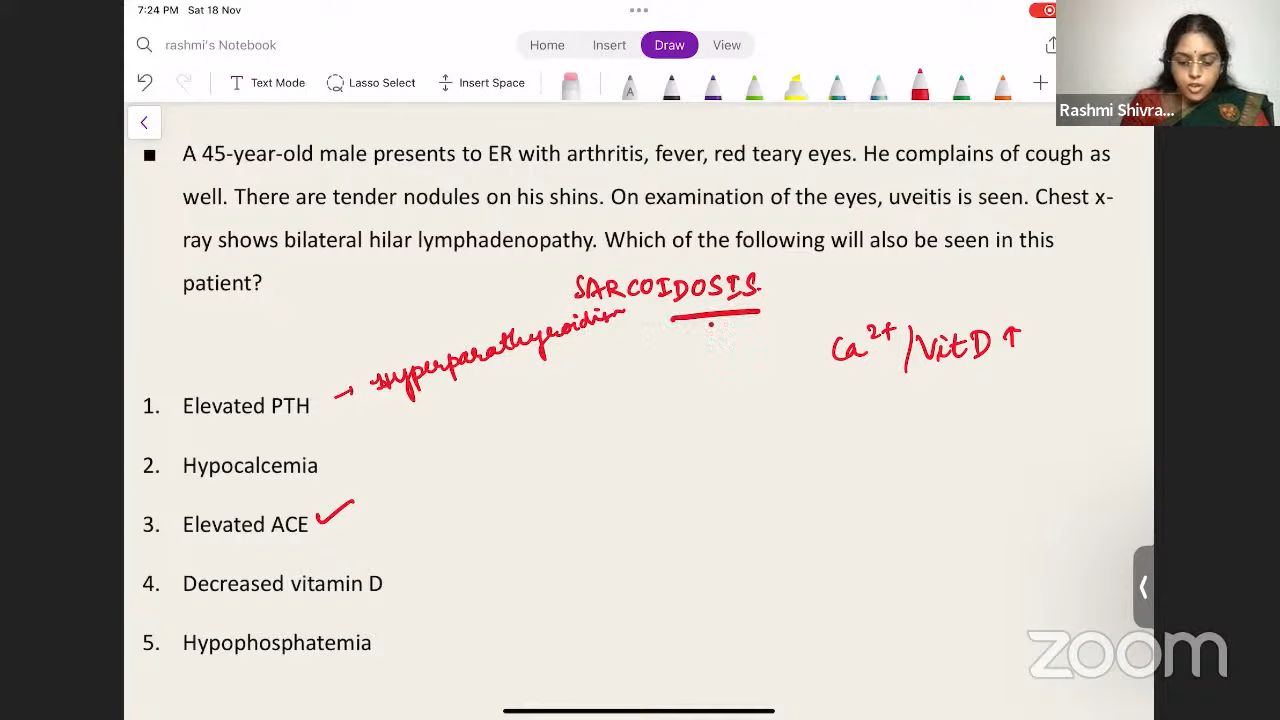 7:24 PM Sat 18 Nov
rashmi's Notebook
Home Insert Draw View
Text Mode Lasso Select Insert Space A
Rashmi Shivra...
■ A 45-year-old male presents to ER with arthritis, fever, red teary eyes. He complains of cough as
well. There are tender nodules on his shins. On examination of the eyes, uveitis is seen. Chest x-
ray shows bilateral hilar lymphadenopathy. Which of the following will also be seen in this
patient?
SARCOIDOSIS
Ca2+/Vit D ↑
→ Hyperparathyroidism
1. Elevated PTH
2. Hypocalcemia
3. Elevated ACE ✓
4. Decreased vitamin D
5. Hypophosphatemia
zoom